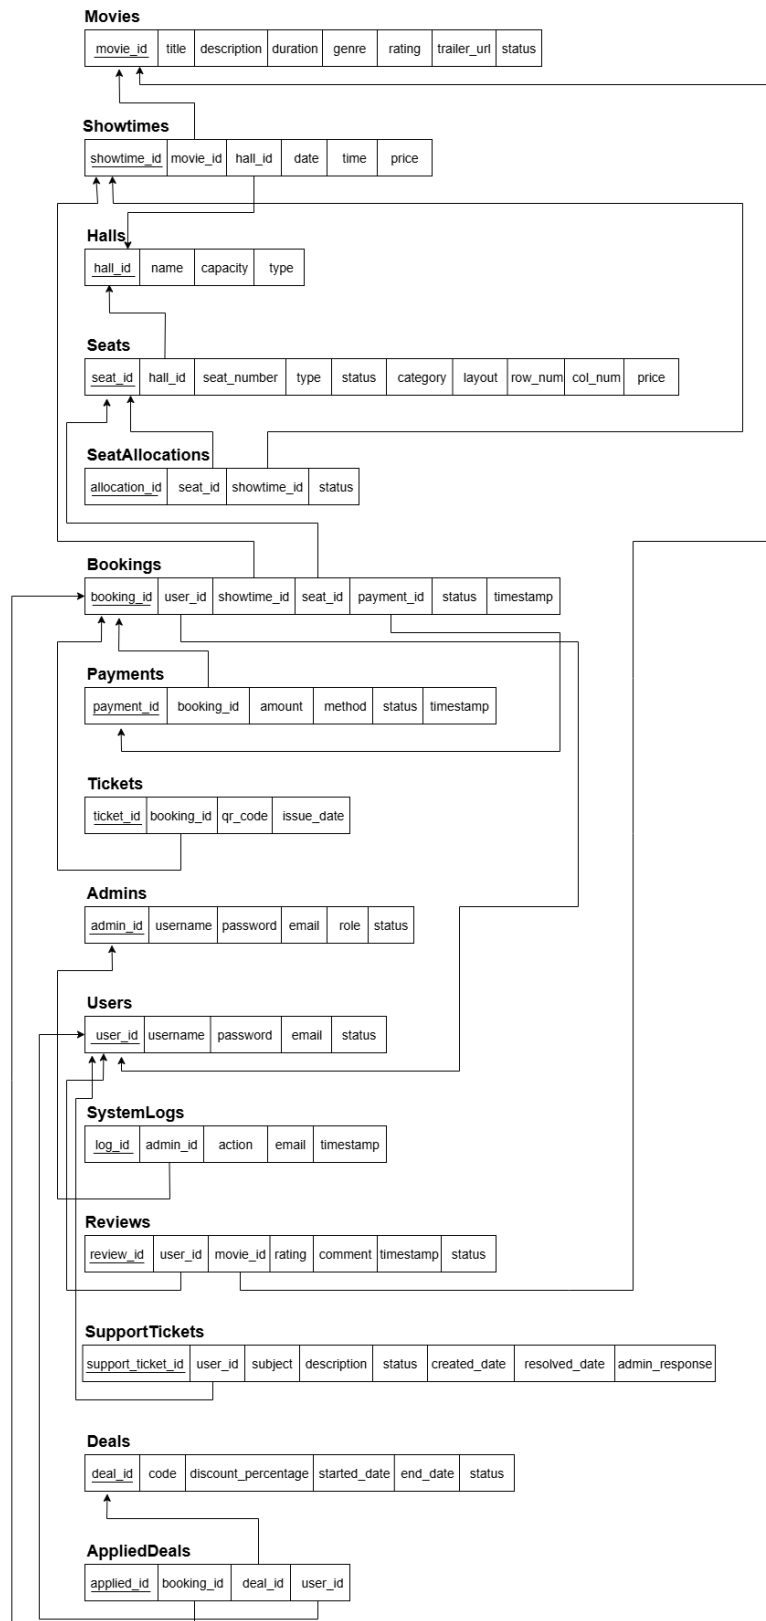 Movies
movie_id title description duration genre rating trailer_url status
Showtimes
showtime_id movie_id hall_id date time price
Halls
hall_id name capacity type
Seats
seat_id hall_id seat_number type status category layout row_num col_num price
SeatAllocations
allocation_id seat_id showtime_id status
Bookings
booking_id user_id showtime_id seat_id payment_id status timestamp
Payments
payment_id booking_id amount method status timestamp
Tickets
ticket_id booking_id qr_code issue_date
Admins
admin_id username password email role status
Users
user_id username password email status
SystemLogs
log_id admin_id action email timestamp
Reviews
review_id user_id movie_id rating comment timestamp status
SupportTickets
support_ticket_id user_id subject description status created_date resolved_date admin_response
Deals
deal_id code discount_percentage started_date end_date status
AppliedDeals
applied_id booking_id deal_id user_id